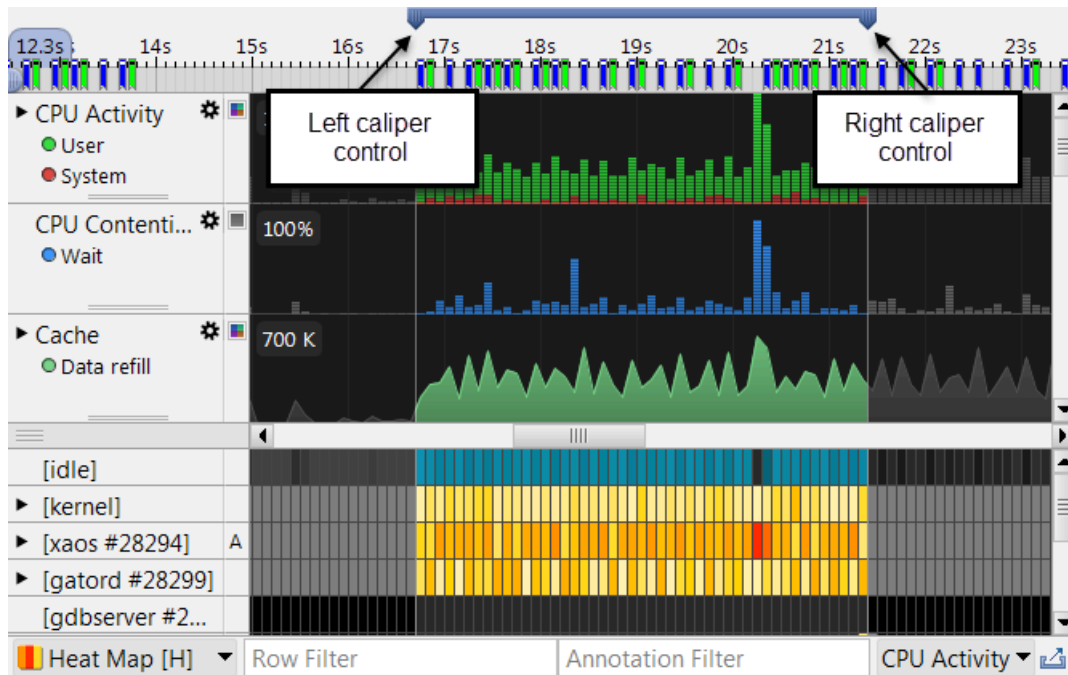 12.3s
14s 15s 16s 17s 18s 19s 20s 21s 22s 23s
Left caliper
control
Right caliper
control
CPU Activity
User
System
CPU Contenti...
100%
Wait
Cache
700 K
Data refill
[idle]
[kernel]
[xaos #28294] A
[gatord #28299]
[gdbserver #2...
Heat Map [H] Row Filter Annotation Filter CPU Activity